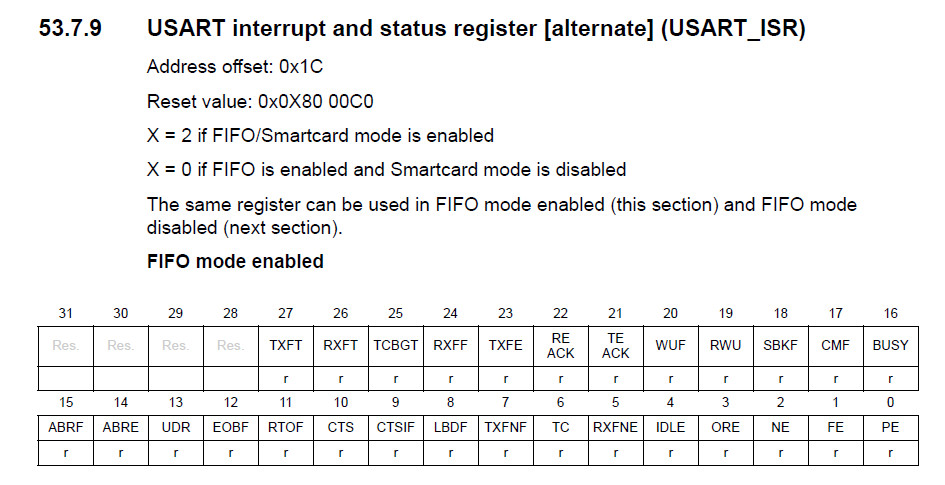 53.7.9 USART interrupt and status register [alternate] (USART_ISR)
Address offset: 0x1C
Reset value: 0x0X80 00C0
X = 2 if FIFO/Smartcard mode is enabled
X = 0 if FIFO is enabled and Smartcard mode is disabled
The same register can be used in FIFO mode enabled (this section) and FIFO mode
disabled (next section).
FIFO mode enabled
31 30 29 28 27 26 25 24 23 22 21 20 19 18 17 16
Res. Res. Res. Res. TXFT RXFT TCBGT RXFF TXFE RE ACK TE ACK WUF RWU SBKF CMF BUSY
r r r r r r r r r r r r
15 14 13 12 11 10 9 8 7 6 5 4 3 2 1 0
ABRF ABRE UDR EOBF RTOF CTS CTSIF LBDF TXFNF TC RXFNE IDLE ORE NE FE PE
r r r r r r r r r r r r r r r r